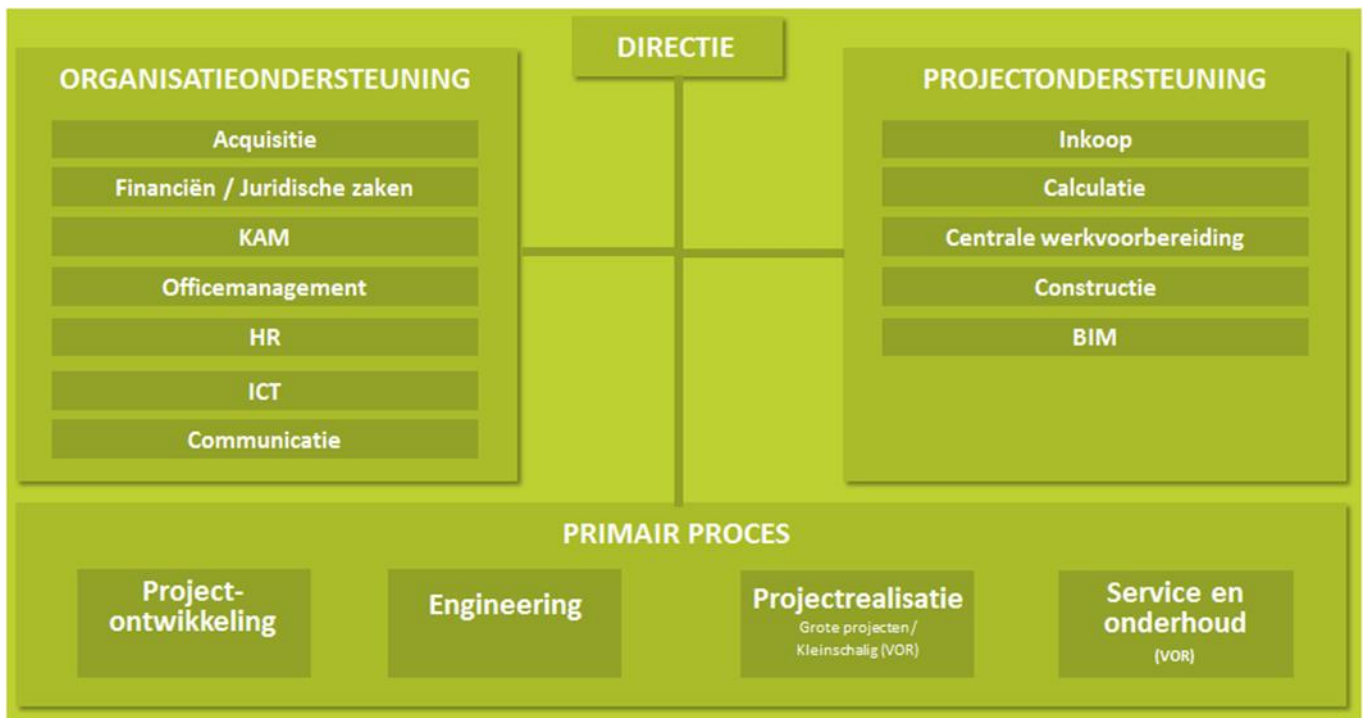 DIRECTIE
ORGANISATIEONDERSTEUNING
Acquisitie
Financiën / Juridische zaken
KAM
Officemanagement
HR
ICT
Communicatie
PROJECTONDERSTEUNING
Inkoop
Calculatie
Centrale werkvoorbereiding
Constructie
BIM
PRIMAIR PROCES
Project-
ontwikkeling
Engineering
Projectrealisatie
Grote projecten /
Kleinschalig (VOR)
Service en
onderhoud
(VOR)